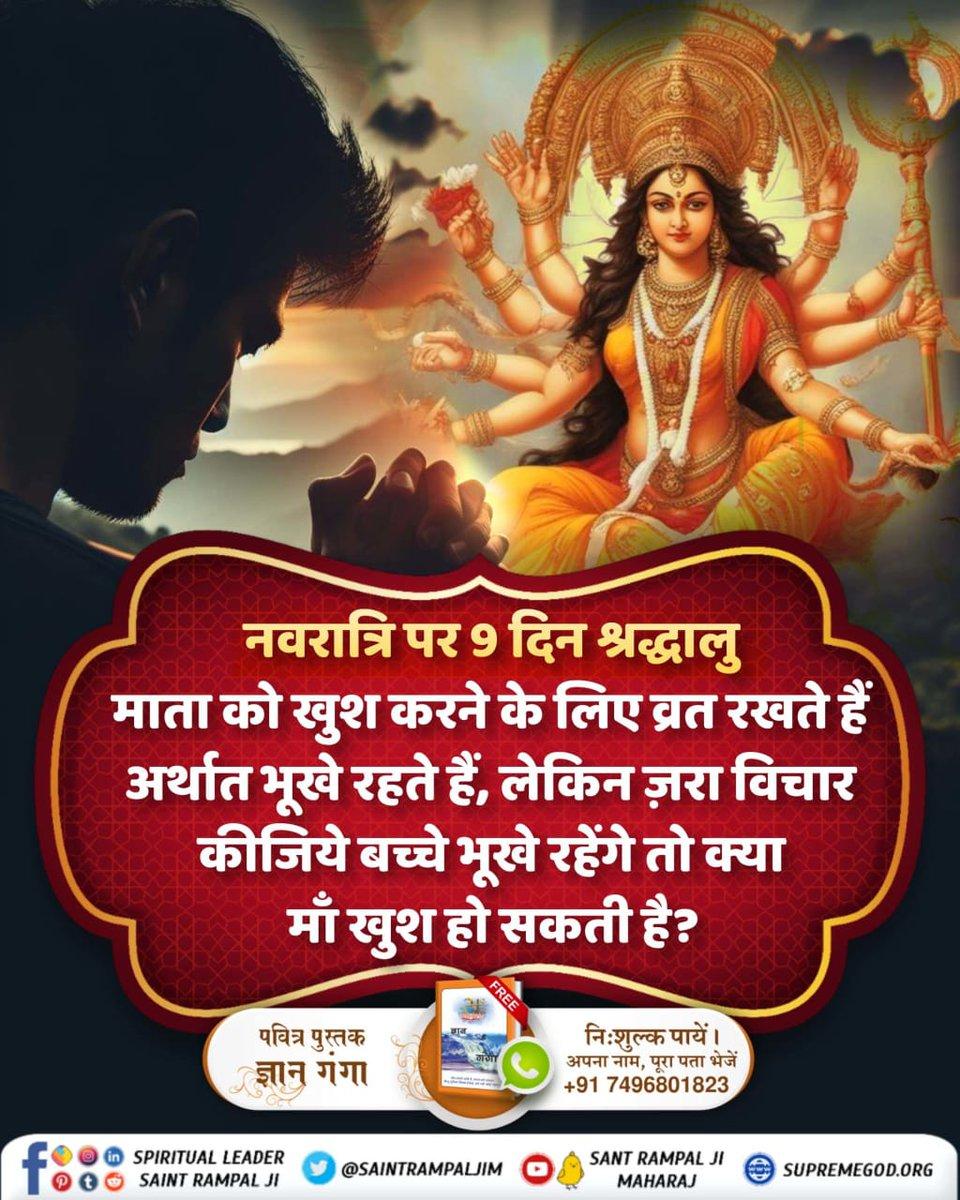 नवरात्रि पर 9 दिन श्रद्धालु
माता को खुश करने के लिए व्रत रखते हैं
अर्थात भूखे रहते हैं, लेकिन ज़रा विचार
कीजिये बच्चे भूखे रहेंगे तो क्या
माँ खुश हो सकती है?
पवित्र पुस्तक
ज्ञान गंगा
FREE
ज्ञान
गंगा
नि:शुल्क पायें।
अपना नाम, पूरा पता भेजें
+91 7496801823
SPIRITUAL LEADER
SAINT RAMPAL JI
@SAINTRAMPALJIM
SANT RAMPAL JI
MAHARAJ
SUPREMEGOD.ORG